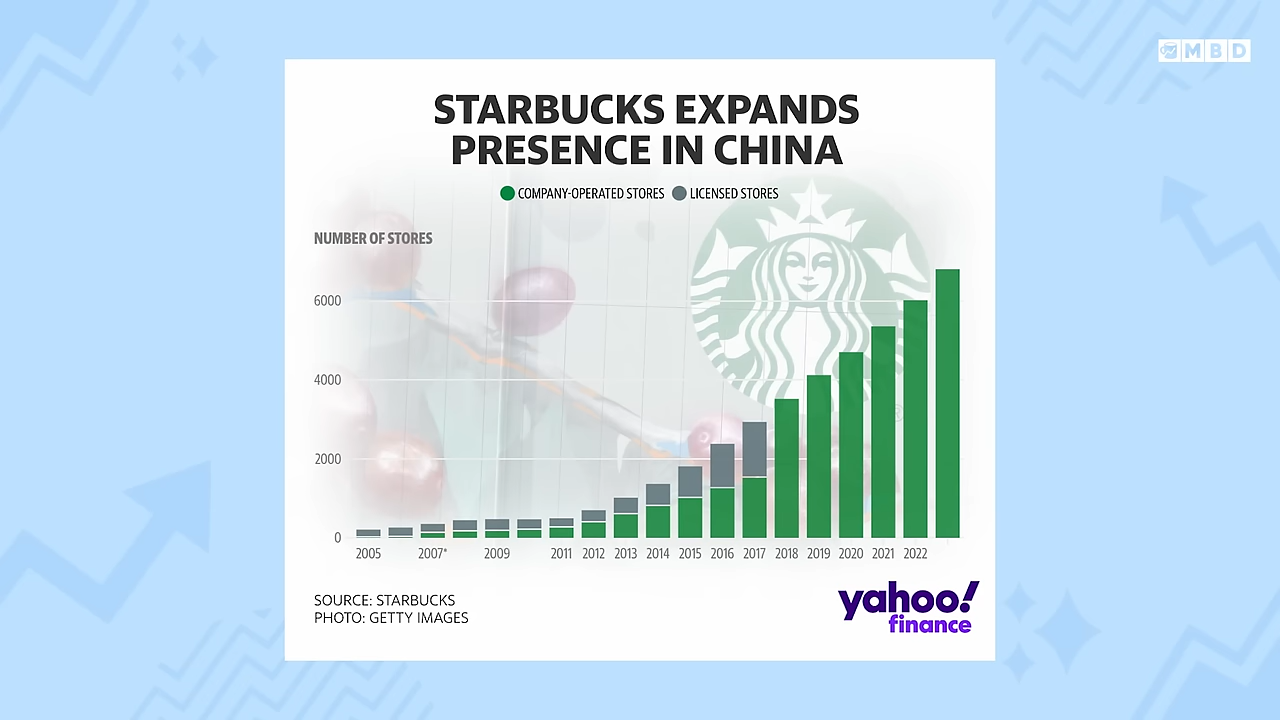 MBD
STARBUCKS EXPANDS
PRESENCE IN CHINA
COMPANY-OPERATED STORES LICENSED STORES
NUMBER OF STORES
6000
4000
2000
0
2005 2007* 2009 2011 2012 2013 2014 2015 2016 2017 2018 2019 2020 2021 2022
SOURCE: STARBUCKS
PHOTO: GETTY IMAGES
yahoo!
finance